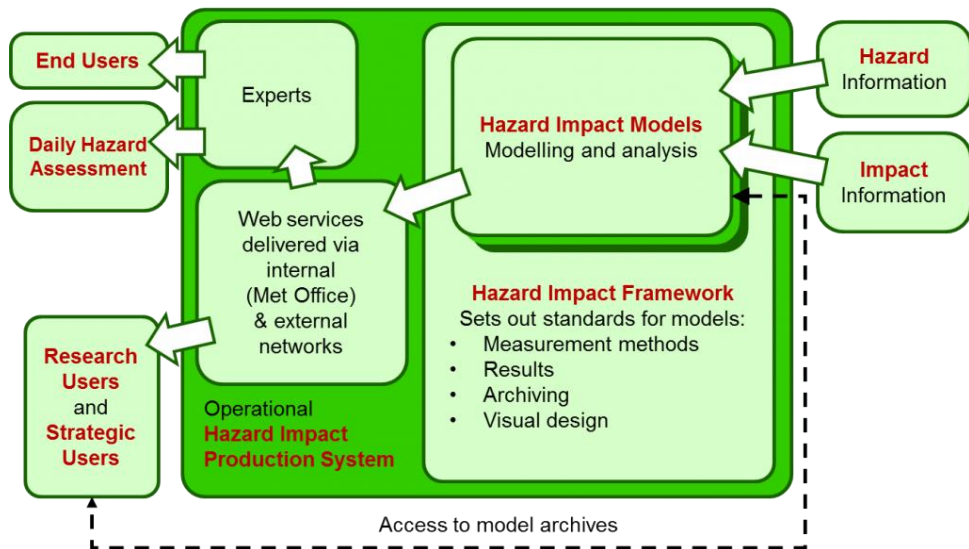 End Users
Daily Hazard
Assessment
Experts
Web services
delivered via
internal
(Met Office)
& external
networks
Research
Users
and
Strategic
Users
Operational
Hazard Impact
Production System
Hazard Impact Models
Modelling and analysis
Hazard Impact Framework
Sets out standards for models:
• Measurement methods
• Results
• Archiving
• Visual design
Hazard
Information
Impact
Information
Access to model archives